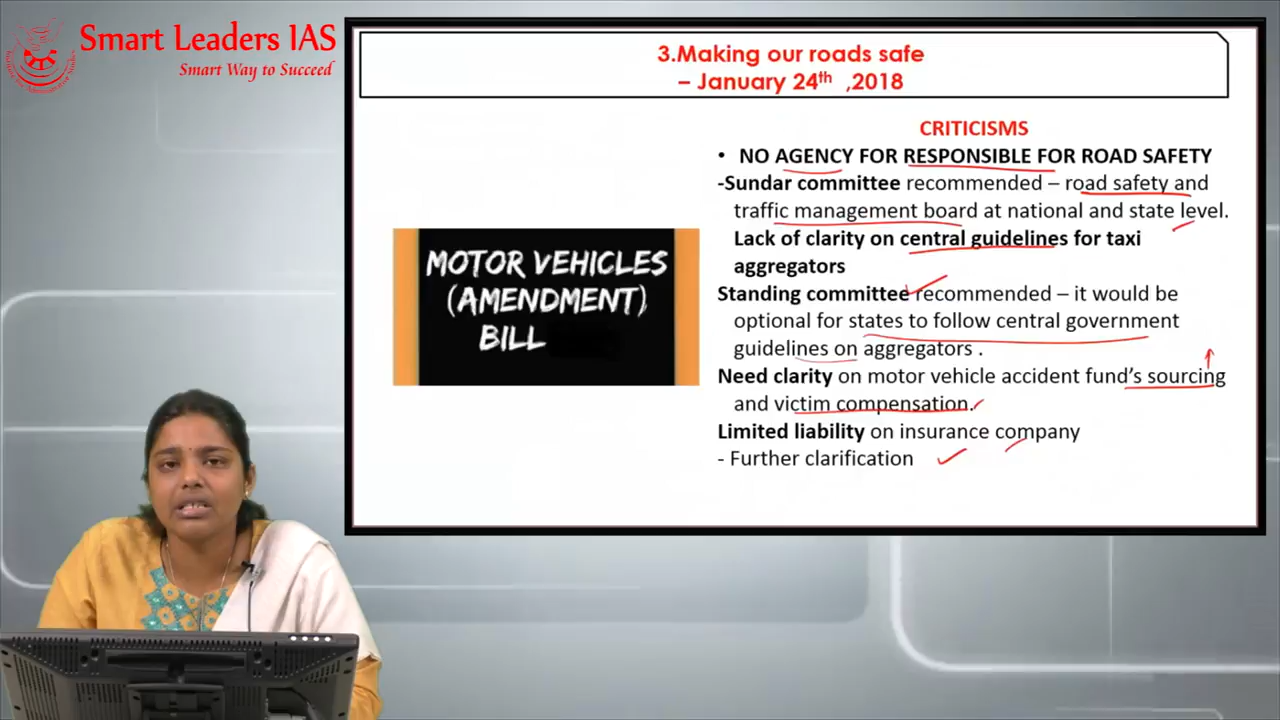 Smart Leaders IAS
Smart Way to Succeed
3.Making our roads safe
– January 24th ,2018
MOTOR VEHICLES
(AMENDMENT)
BILL
CRITICISMS
• NO AGENCY FOR RESPONSIBLE FOR ROAD SAFETY
-Sundar committee recommended – road safety and
traffic management board at national and state level.
Lack of clarity on central guidelines for taxi
aggregators
Standing committee recommended – it would be
optional for states to follow central government
guidelines on aggregators .
Need clarity on motor vehicle accident fund's sourcing
and victim compensation.
Limited liability on insurance company
- Further clarification